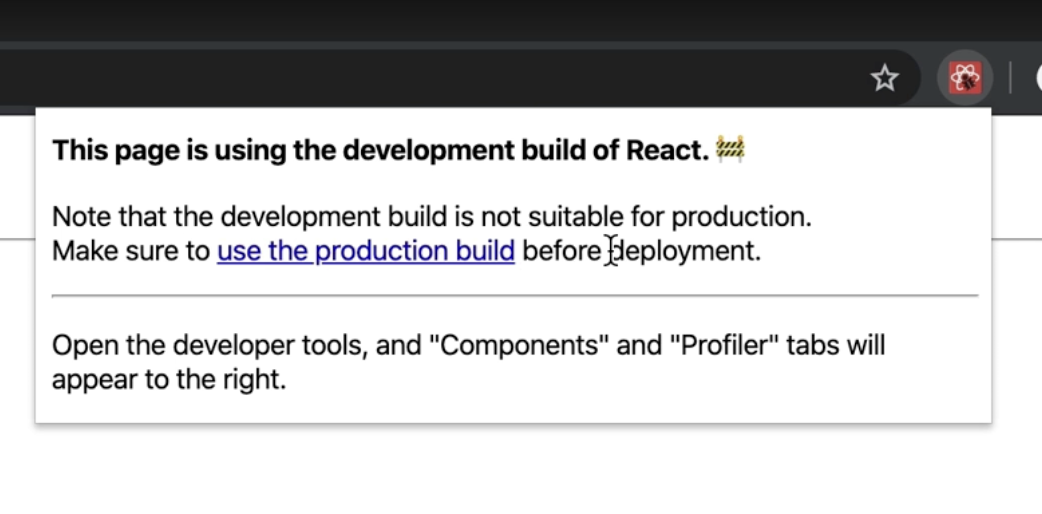 This page is using the development build of React. 🚧
Note that the development build is not suitable for production.
Make sure to use the production build before deployment.
Open the developer tools, and "Components" and "Profiler" tabs will
appear to the right.